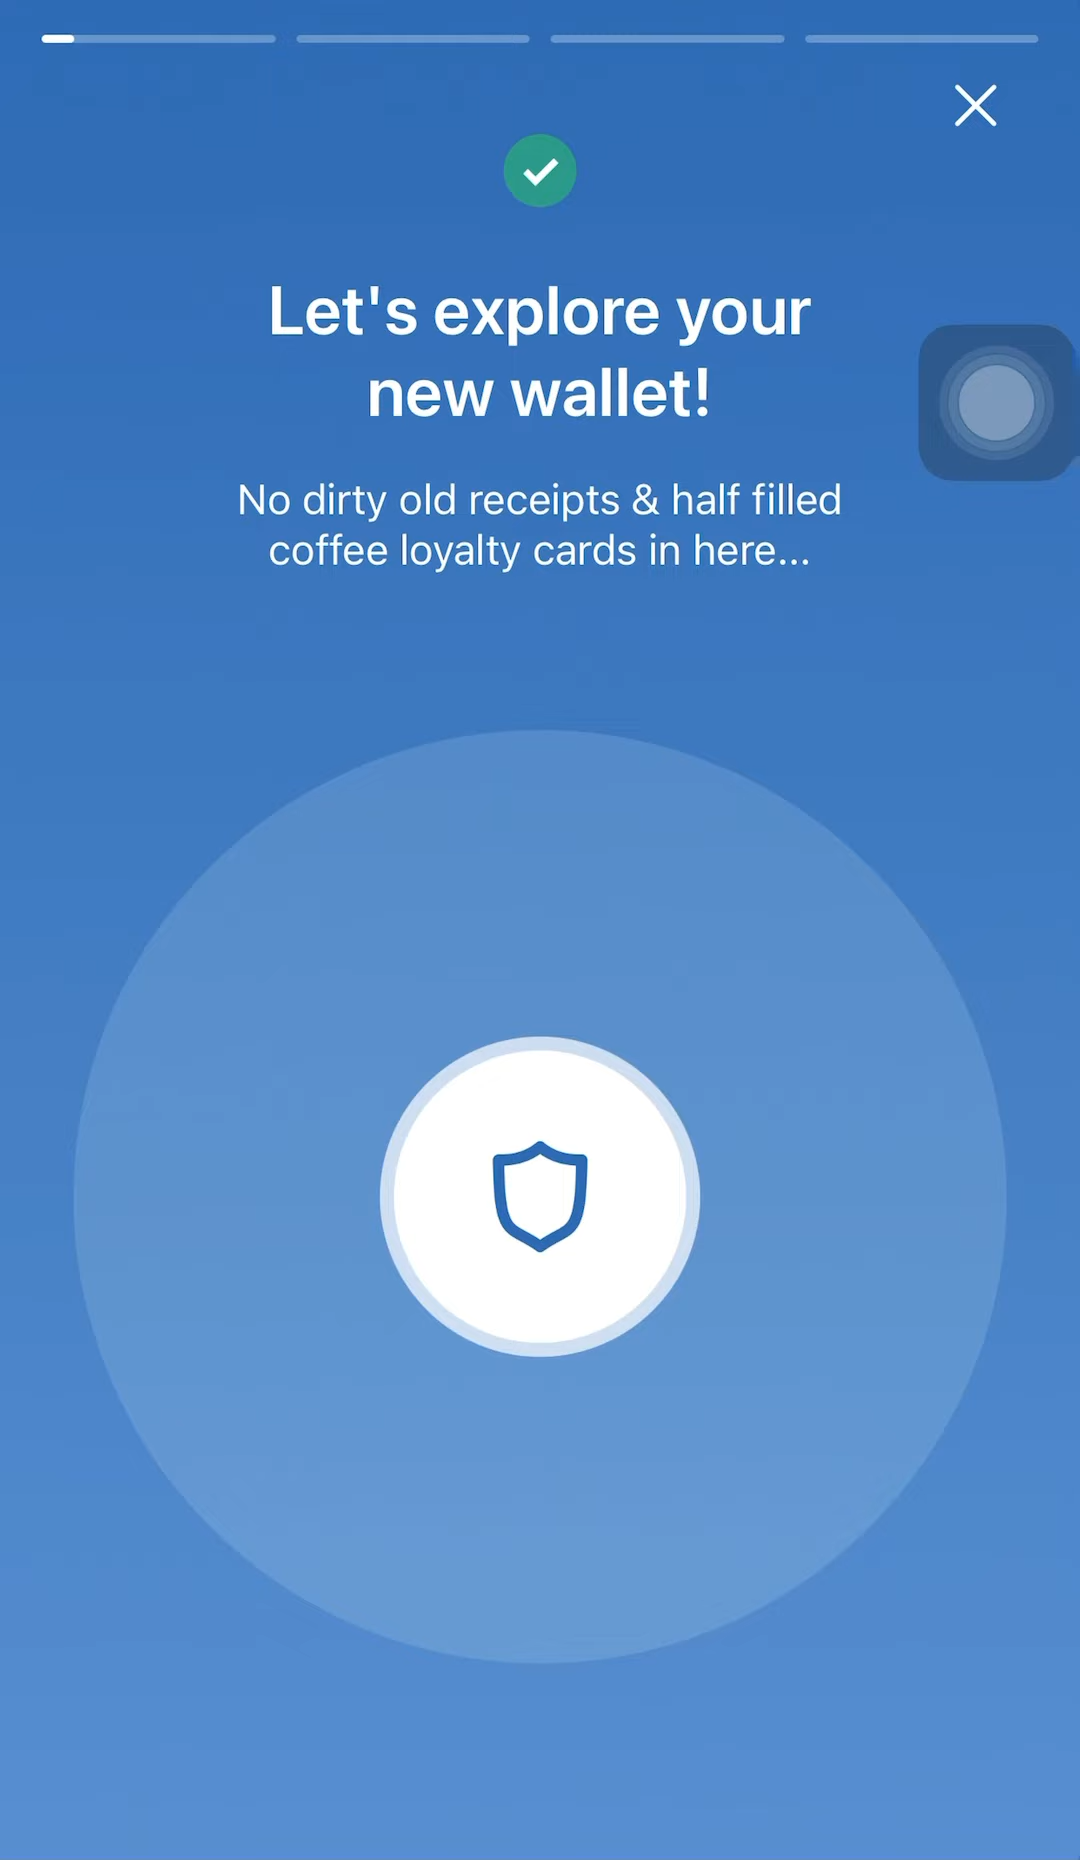 Let's explore your
new wallet!
No dirty old receipts & half filled
coffee loyalty cards in here...